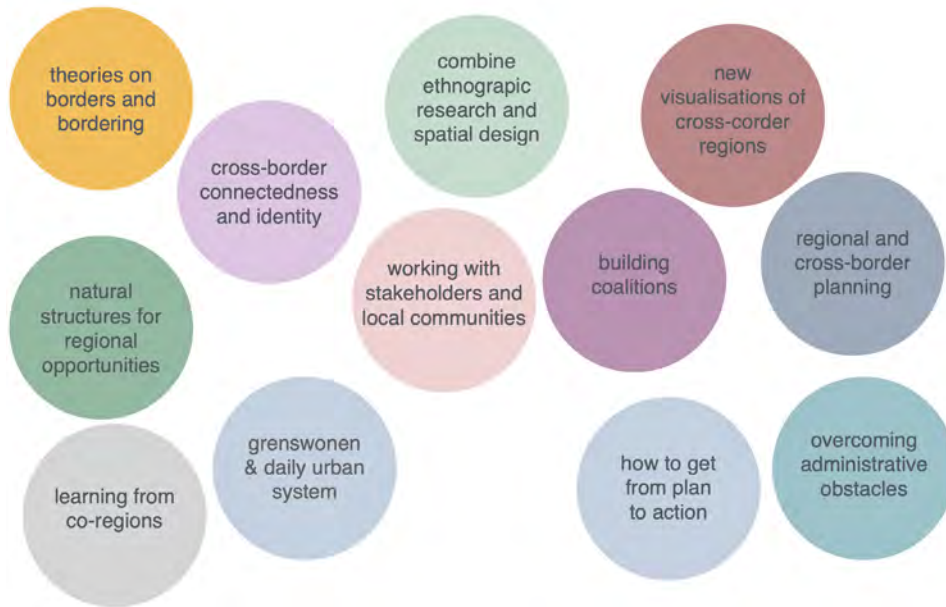 theories on
borders and
bordering
cross-border
connectedness
and identity
combine
ethnograpic
research and
spatial design
new
visualisations of
cross-corder
regions
natural
structures for
regional
opportunities
working with
stakeholders and
local communities
building
coalitions
regional and
cross-border
planning
learning from
co-regions
grenswonen
& daily urban
system
how to get
from plan
to action
overcoming
administrative
obstacles